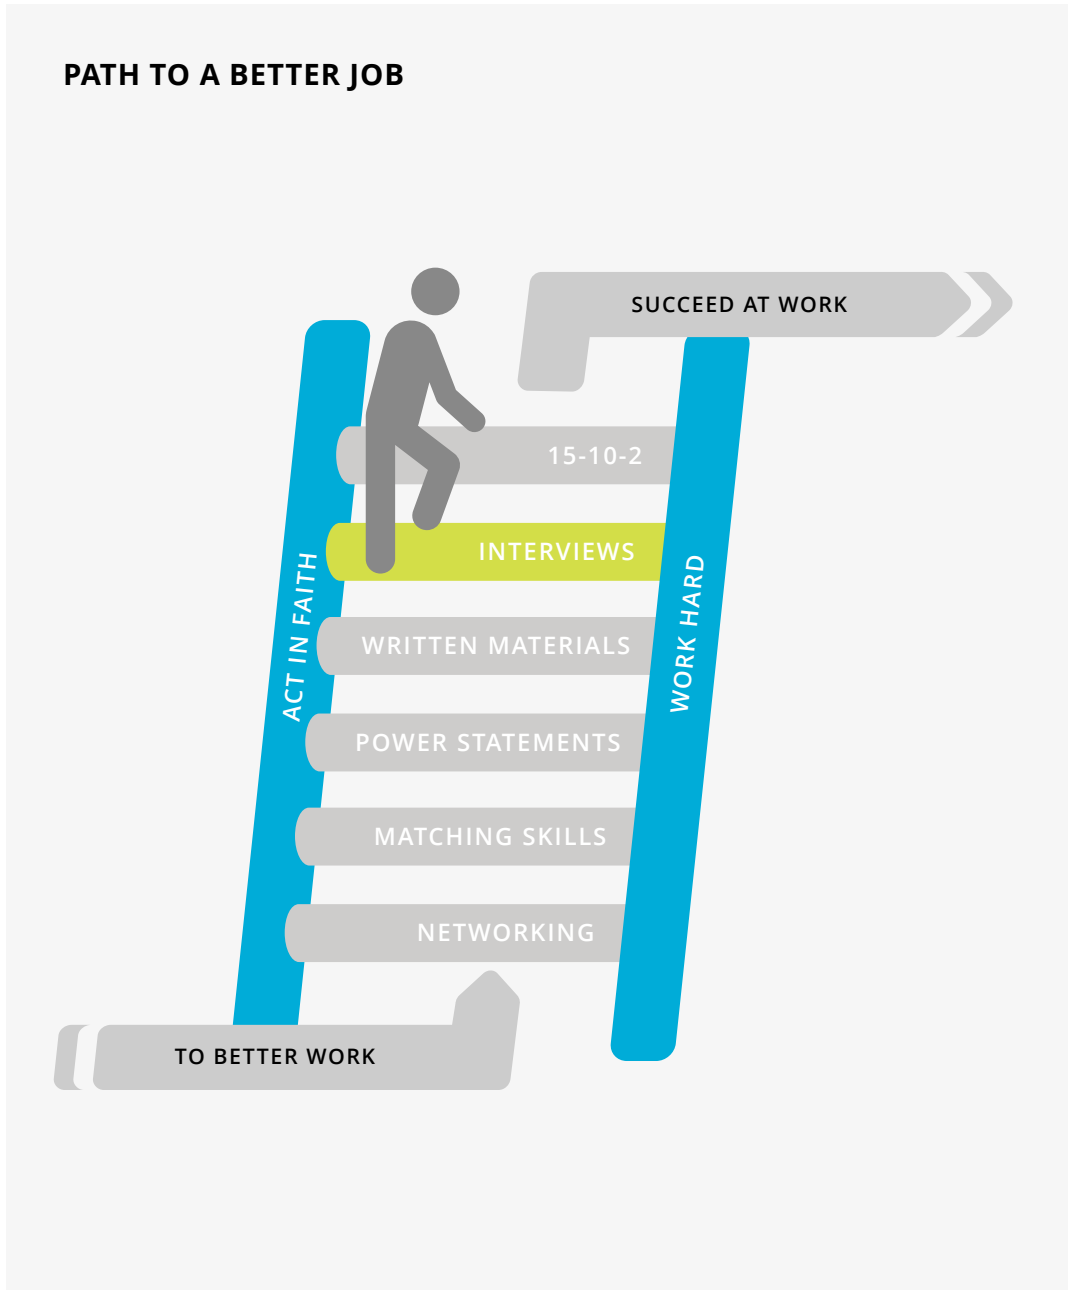 PATH TO A BETTER JOB
SUCCEED AT WORK
15-10-2
INTERVIEWS
ACT IN FAITH
WORK HARD
WRITTEN MATERIALS
POWER STATEMENTS
MATCHING SKILLS
NETWORKING
TO BETTER WORK